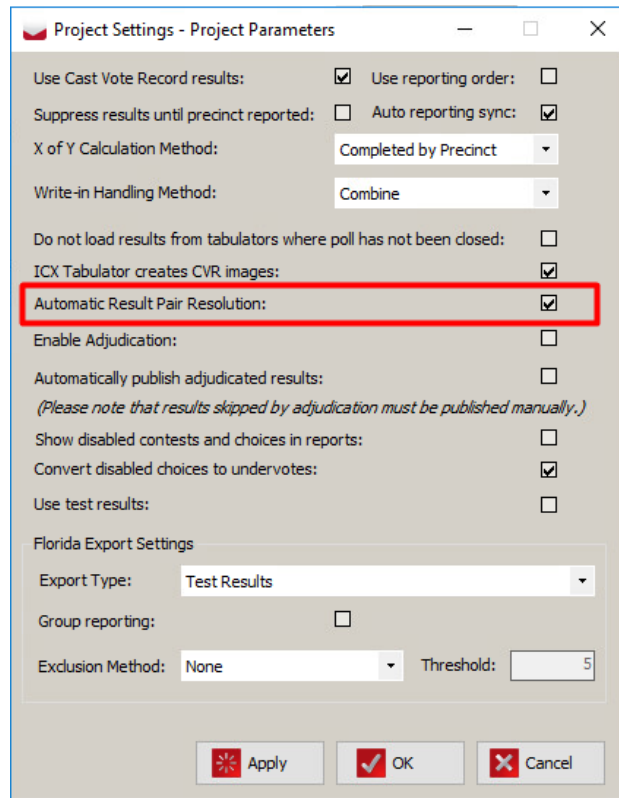 Project Settings - Project Parameters
Use Cast Vote Record results: Use reporting order:
Suppress results until precinct reported: Auto reporting sync:
X of Y Calculation Method: Completed by Precinct
Write-in Handling Method: Combine
Do not load results from tabulators where poll has not been closed:
ICX Tabulator creates CVR images:
Automatic Result Pair Resolution:
Enable Adjudication:
Automatically publish adjudicated results:
(Please note that results skipped by adjudication must be published manually.)
Show disabled contests and choices in reports:
Convert disabled choices to undervotes:
Use test results:
Florida Export Settings
Export Type: Test Results
Group reporting:
Exclusion Method: None Threshold: 5
Apply OK Cancel